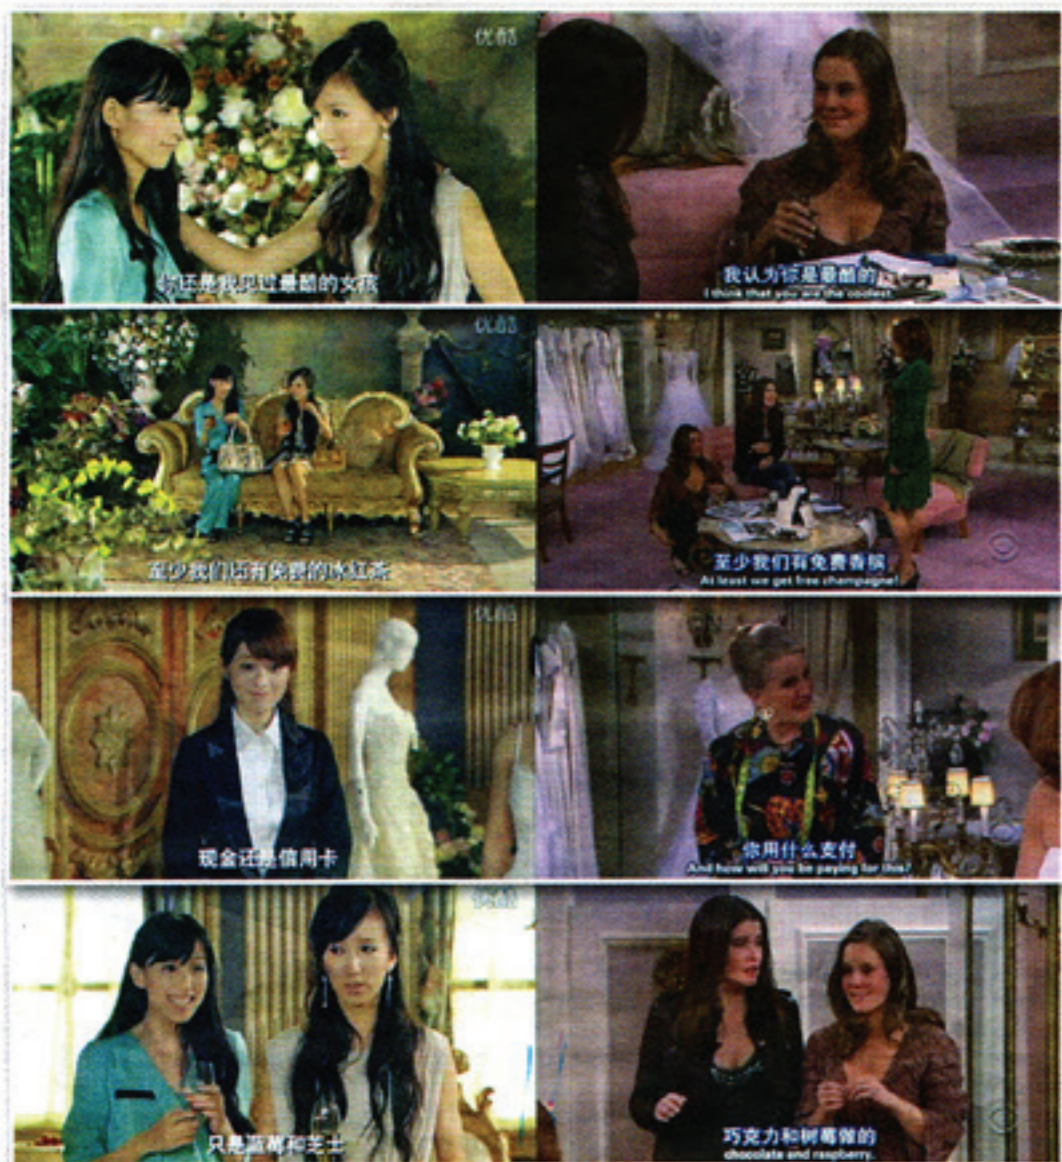 优酷
你还是我见过最酷的女孩
我认为你是最酷的
I think that you are the coolest.
优酷
至少我们还有免费的冰红茶
至少我们有免费香槟
At least we get free champagne!
优酷
现金还是信用卡
你用什么支付
And how will you be paying for this?
优酷
只是蓝莓和芝士
巧克力和树莓做的
chocolate and raspberry.